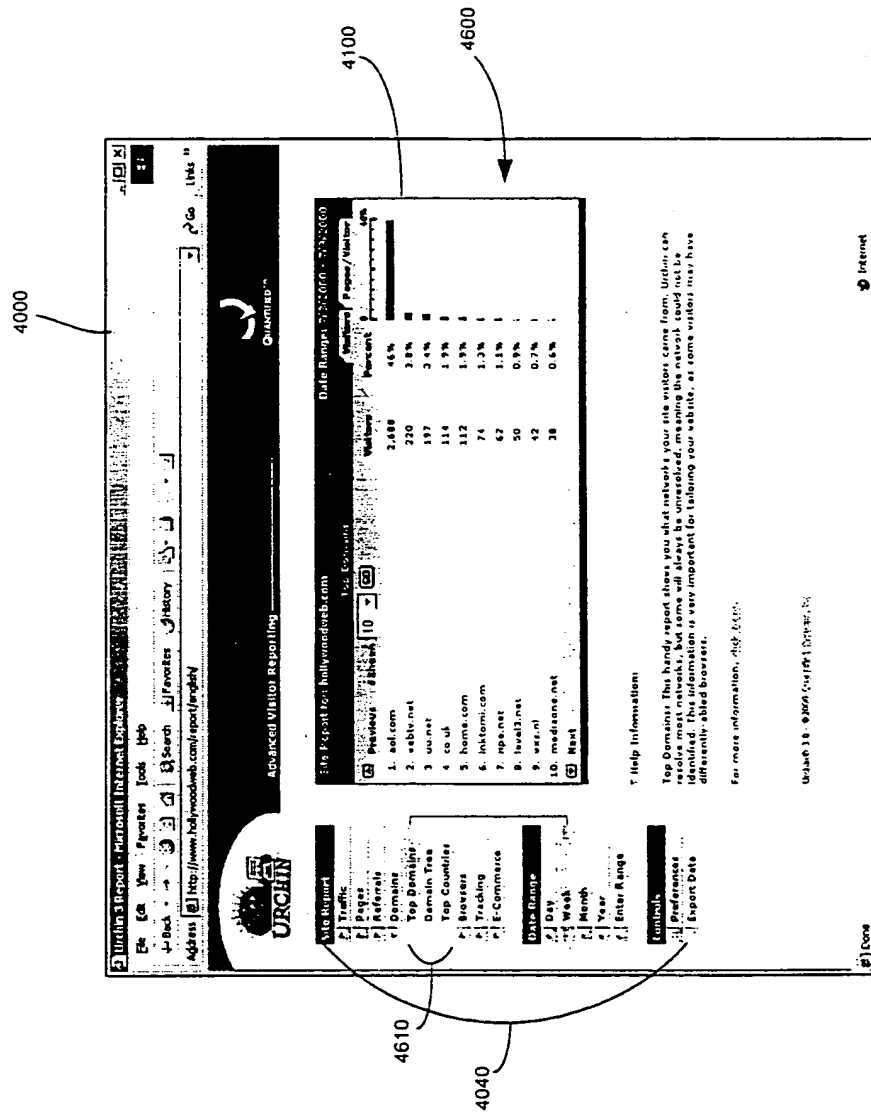 4000
Urchin 3 Report - Microsoft Internet Explorer
File Edit View Favorites Tools Help
Back Search Favorites History
Address http://www.hollywoodweb.com/report/english/ Go Links »
URCHIN
Advanced Visitor Reporting
QUANTIFIED
Site Report
Traffic
Pages
Referrals
Domains
Top Domains
Domain Tree
Top Countries
Browsers
Tracking
E-Commerce
Date Range
Day
Week
Month
Year
Enter Range
Controls
Preferences
Export Data
Site Report for: hollywoodweb.com Date Range:
Top Domains Visitors Pages/Visitor
Previous #Shown 10 GO Visitors Percent 0
1. aol.com 2,688 46%
2. webtv.net 220 3.8%
3 uu.net 197 3.4%
4 co uk 114 1 9%
5. home.com 112 1.9%
6. inktomi.com 74 1.3%
7. 62 1.1%
8. level3.net 50 0.9%
9. 42 0.7%
10. 38 0.6%
Next
? Help Information:
Top Domains: This handy report shows you what networks your site visitors came from. Urchin can
resolve most networks, but some will always be unresolved, meaning the network could not be
identified. This information is very important for tailoring your website, as some visitors may have
differently-abled browsers.
For more information, click here.
Done Internet
4100
4600
4610
4040